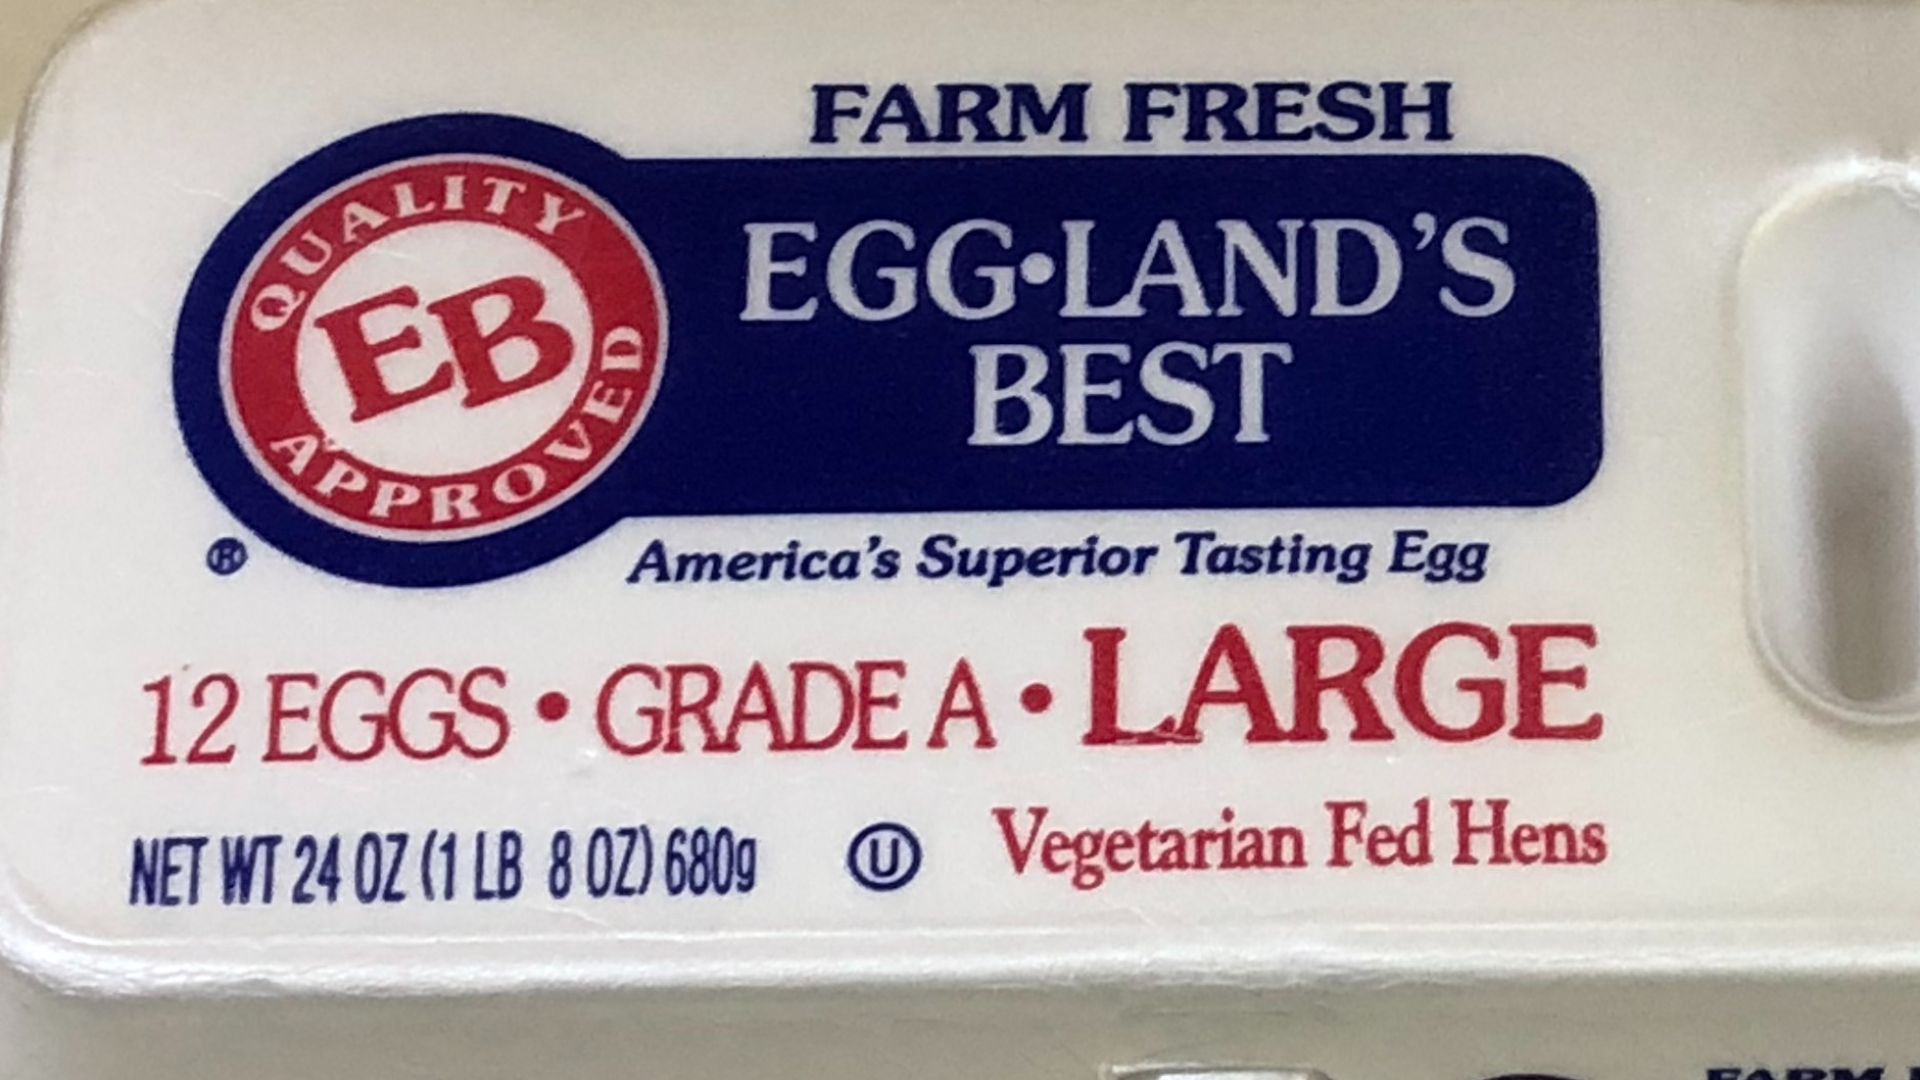 FARM FRESH
QUALITY
EB
APPROVED
EGG•LAND'S
BEST
®
America's Superior Tasting Egg
12 EGGS • GRADE A • LARGE
NET WT 24 OZ (1 LB 8 OZ) 680g
U
Vegetarian Fed Hens
FARM